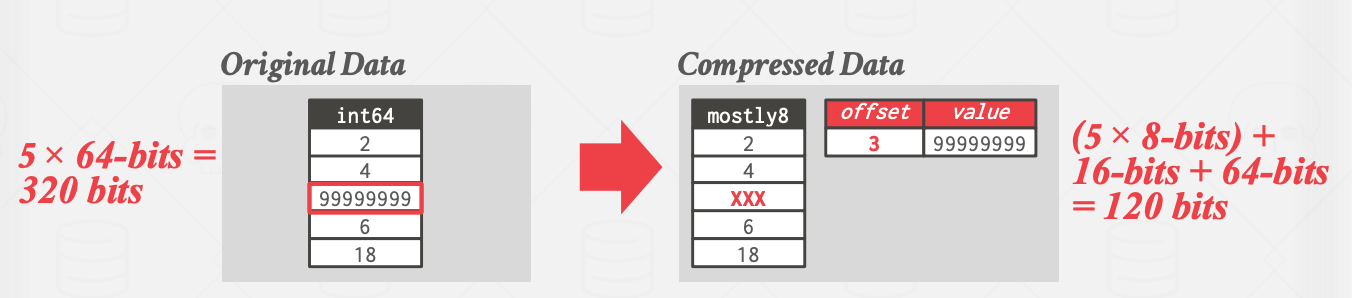 Original Data
int64
2
4
99999999
6
18
5 × 64-bits =
320 bits
Compressed Data
mostly8
2
4
XXX
6
18
offset value
3 99999999
(5 × 8-bits) +
16-bits + 64-bits
= 120 bits